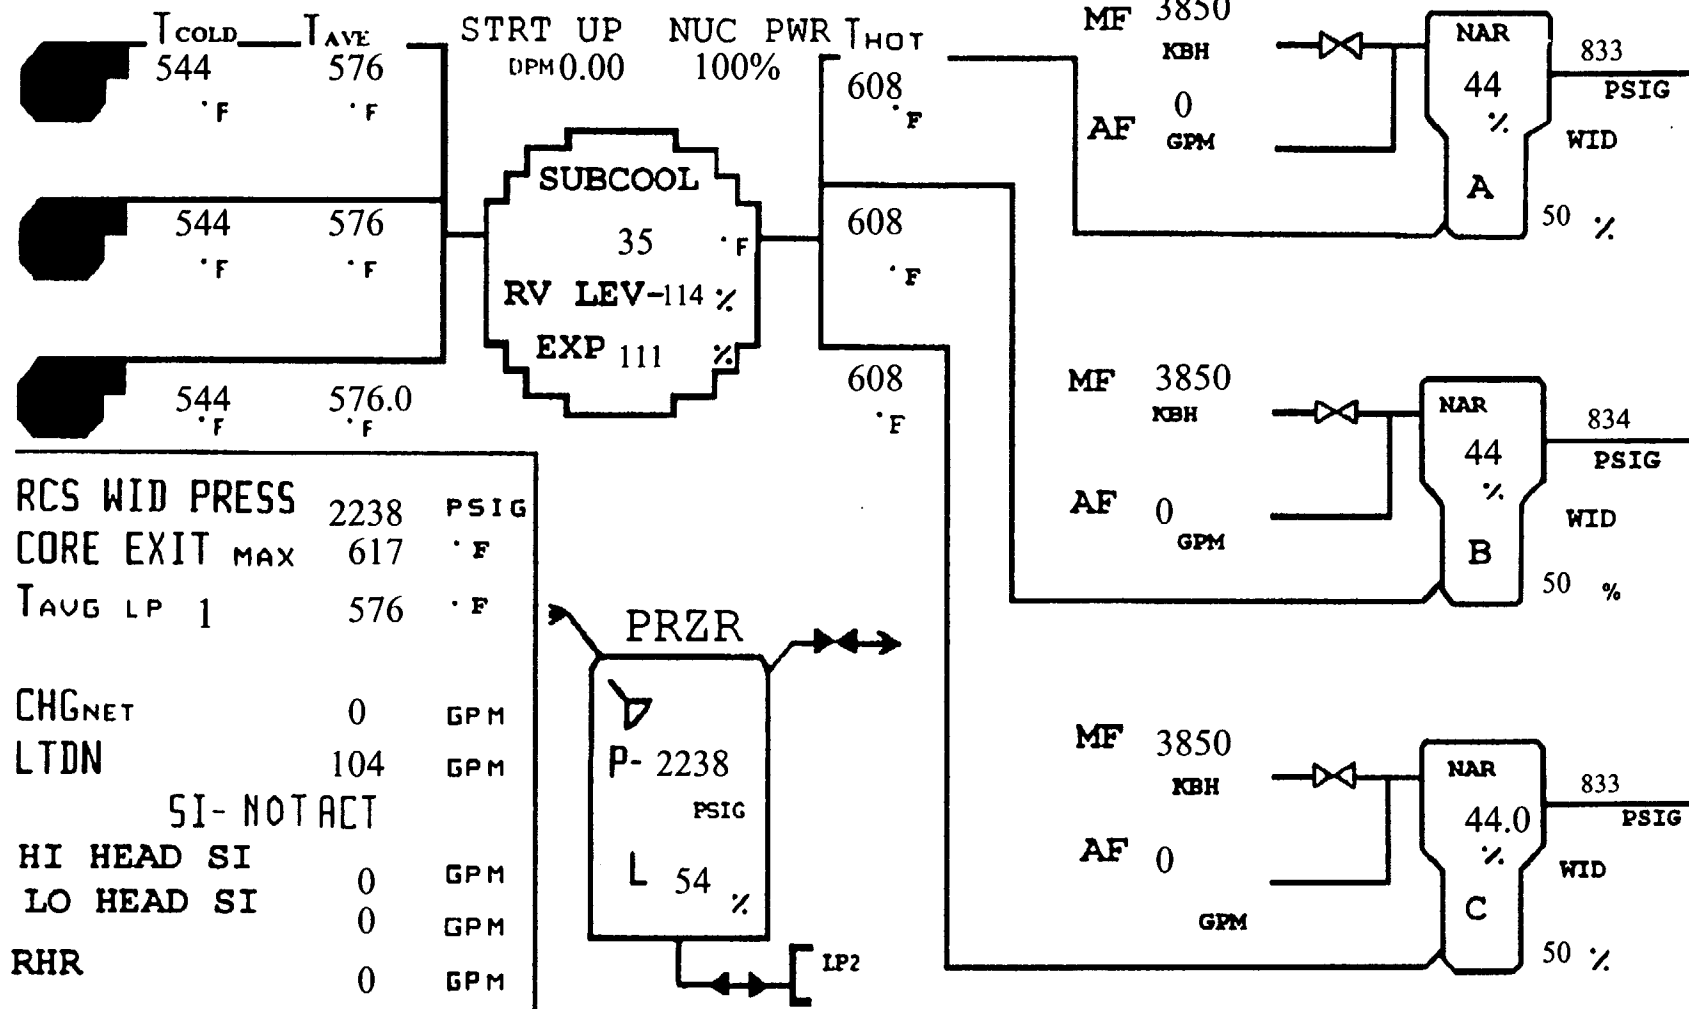 TCOLD TAVE STRT UP NUC PWR THOT
544 576 DPM 0.00 100% 608
°F °F °F
MF 3850 KBH
AF 0 GPM
NAR 44 % A
833 PSIG
WID 50 %
SUBCOOL
35 °F
RV LEV-114 %
EXP 111 %
544 576 608
°F °F °F
544 576.0 608
°F °F °F
MF 3850 KBH
AF 0 GPM
NAR 44 % B
834 PSIG
WID 50 %
RCS WID PRESS 2238 PSIG
CORE EXIT MAX 617 °F
TAVG LP 1 576 °F
CHGNET 0 GPM
LTDN 104 GPM
SI- NOT ACT
HI HEAD SI 0 GPM
LO HEAD SI 0 GPM
RHR 0 GPM
PRZR
P- 2238
PSIG
L 54 %
LP2
MF 3850 KBH
AF 0 GPM
NAR 44.0 % C
833 PSIG
WID 50 %